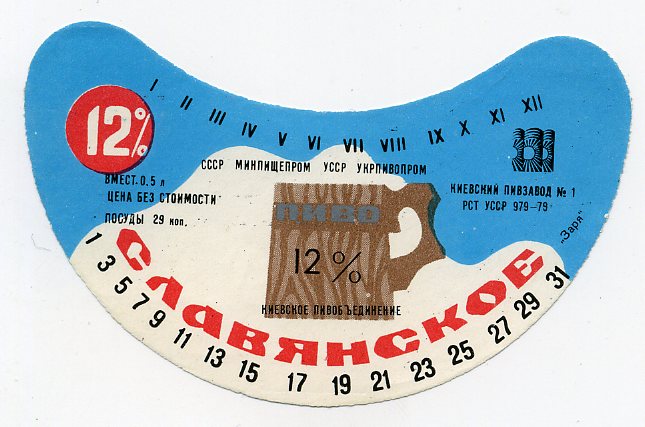 I II III IV V VI VII VIII IX X XI XII
12%
СССР МИНПИЩЕПРОМ УССР УКРПИВОПРОМ
ВМЕСТ. 0.5 л
ЦЕНА БЕЗ СТОИМОСТИ
ПОСУДЫ 29 коп.
КИЕВСКИЙ ПИВЗАВОД № 1
РСТ УССР 979–79
„Заря"
ПИВО
12 %
КИЕВСКОЕ ПИВООБЪЕДИНЕНИЕ
СЛАВЯНСКОЕ
1 3 5 7 9 11 13 15 17 19 21 23 25 27 29 31